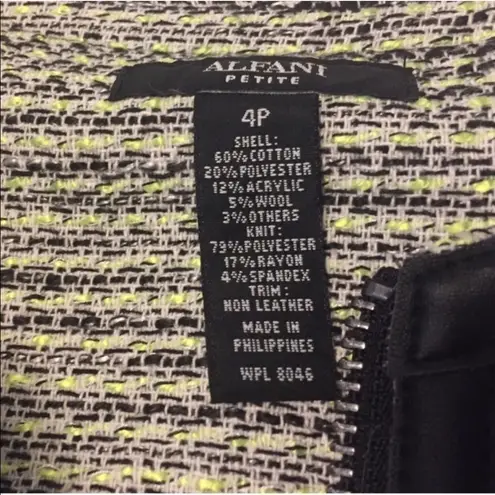 ALFANI
PETITE
4P
SHELL:
60%COTTON
20%POLYESTER
12%ACRYLIC
5%WOOL
3%OTHERS
KNIT:
79%POLYESTER
17%RAYON
4%SPANDEX
TRIM:
NON LEATHER
MADE IN
PHILIPPINES
WPL 8046